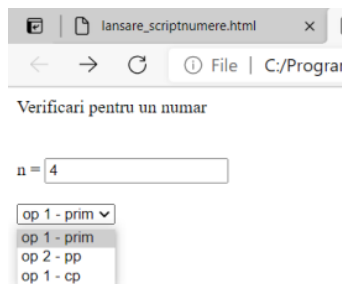 lansare_scriptnumere.html
File | C:/Progra
Verificari pentru un numar
n = 4
op 1 - prim
op 1 - prim
op 2 - pp
op 1 - cp